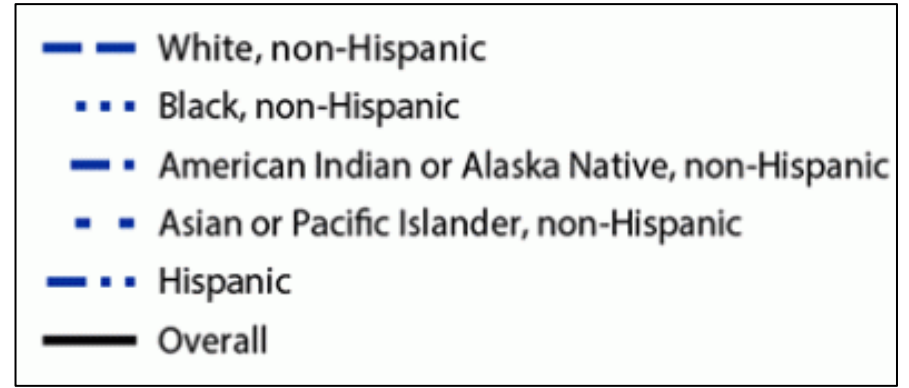 White, non-Hispanic
Black, non-Hispanic
American Indian or Alaska Native, non-Hispanic
Asian or Pacific Islander, non-Hispanic
Hispanic
Overall